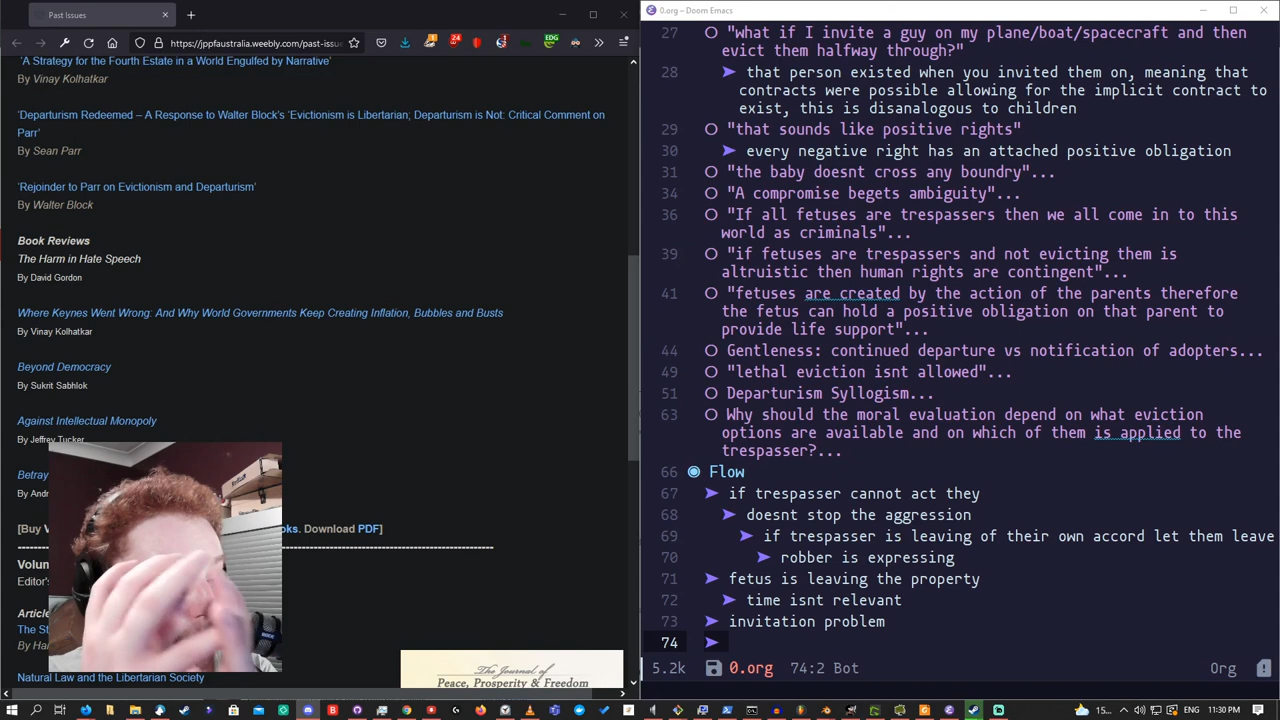 Past Issues
0.org – Doom Emacs
https://jppfaustralia.weebly.com/past-issue
24
EDG
'A Strategy for the Fourth Estate in a World Engulfed by Narrative'
By Vinay Kolhatkar
'Departurism Redeemed – A Response to Walter Block's 'Evictionism is Libertarian; Departurism is Not: Critical Comment on
Parr'
By Sean Parr
'Rejoinder to Parr on Evictionism and Departurism'
By Walter Block
Book Reviews
The Harm in Hate Speech
By David Gordon
Where Keynes Went Wrong: And Why World Governments Keep Creating Inflation, Bubbles and Busts
By Vinay Kolhatkar
Beyond Democracy
By Sukrit Sabhlok
Against Intellectual Monopoly
By Jeffrey Tucker
Betray
By Andr
[Buy V
oks. Download PDF]
Volum
Editor's
Article
The St
By Ha
Natural Law and the Libertarian Society
The Journal of
Peace, Prosperity & Freedom
27 "What if I invite a guy on my plane/boat/spacecraft and then
evict them halfway through?"
28 that person existed when you invited them on, meaning that
contracts were possible allowing for the implicit contract to
exist, this is disanalogous to children
29 "that sounds like positive rights"
30 every negative right has an attached positive obligation
31 "the baby doesnt cross any boundry"...
34 "A compromise begets ambiguity"...
36 "If all fetuses are trespassers then we all come in to this
world as criminals"...
39 "if fetuses are trespassers and not evicting them is
altruistic then human rights are contingent"...
41 "fetuses are created by the action of the parents therefore
the fetus can hold a positive obligation on that parent to
provide life support"...
44 Gentleness: continued departure vs notification of adopters...
49 "lethal eviction isnt allowed"...
51 Departurism Syllogism...
63 Why should the moral evaluation depend on what eviction
options are available and on which of them is applied to the
trespasser?...
66 Flow
67 if trespasser cannot act they
68 doesnt stop the aggression
69 if trespasser is leaving of their own accord let them leave
70 robber is expressing
71 fetus is leaving the property
72 time isnt relevant
73 invitation problem
74
5.2k 0.org 74:2 Bot Org
15... 11:30 PM